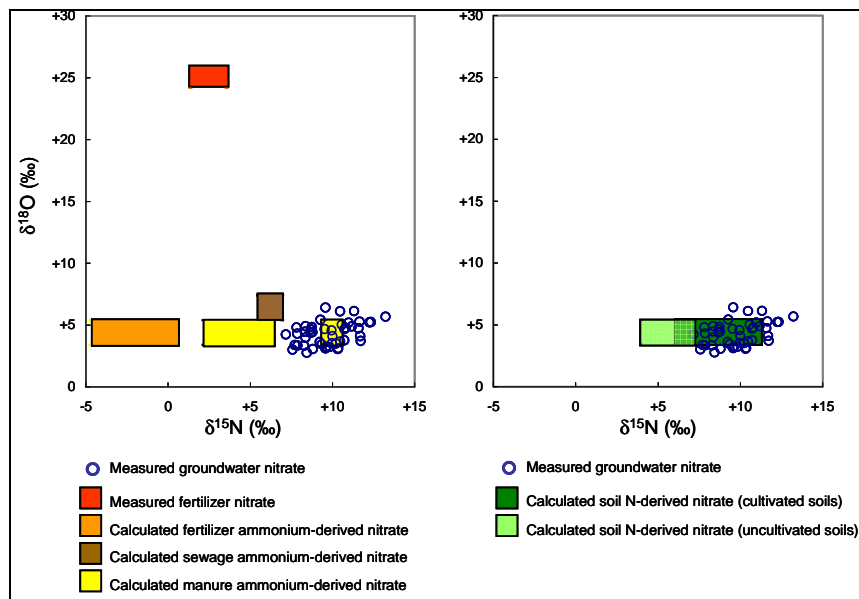 +30
+25
+20
+15
+10
+5
0
-5
0
+5
+10
+15
δ18O (‰)
δ15N (‰)
Measured groundwater nitrate
Measured fertilizer nitrate
Calculated fertilizer ammonium-derived nitrate
Calculated sewage ammonium-derived nitrate
Calculated manure ammonium-derived nitrate
+30
+25
+20
+15
+10
+5
0
-5
0
+5
+10
+15
δ15N (‰)
Measured groundwater nitrate
Calculated soil N-derived nitrate (cultivated soils)
Calculated soil N-derived nitrate (uncultivated soils)